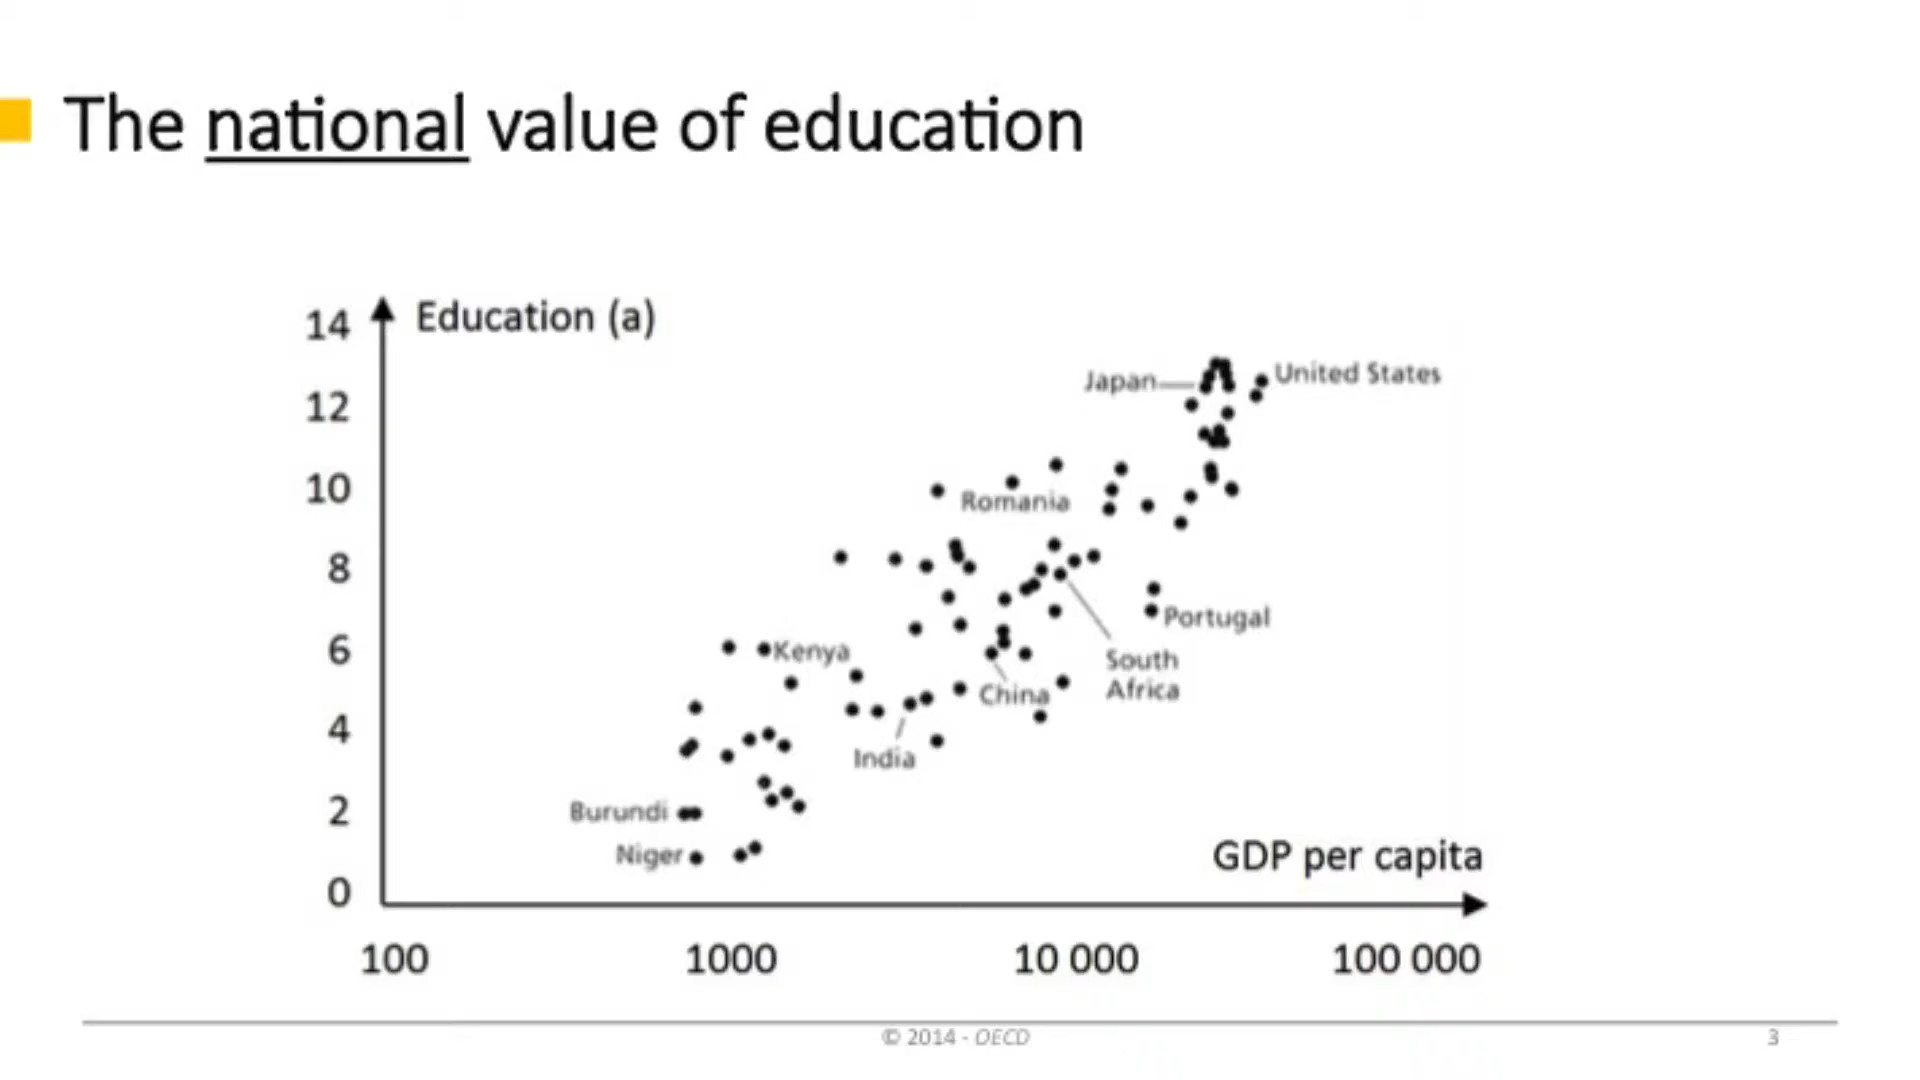 The national value of education
Education (a)
14
12
10
8
6
4
2
0
Japan
United States
Romania
Portugal
Kenya
South
Africa
China
India
Burundi
Niger
GDP per capita
100 1000 10 000 100 000
© 2014 - OECD 3